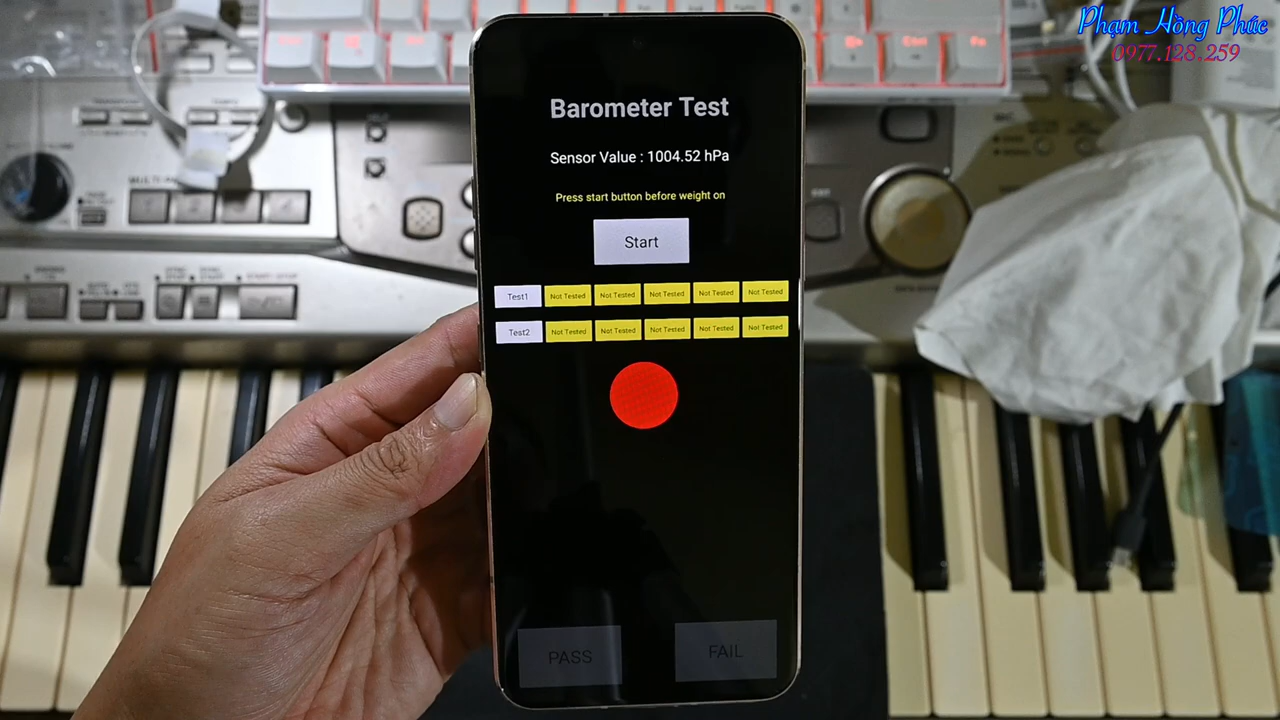 Phạm Hồng Phúc
0977.128.259
Barometer Test
Sensor Value : 1004.52 hPa
Press start button before weight on
Start
Test1 Not Tested Not Tested Not Tested Not Tested Not Tested
Test2 Not Tested Not Tested Not Tested Not Tested Not Tested
PASS FAIL